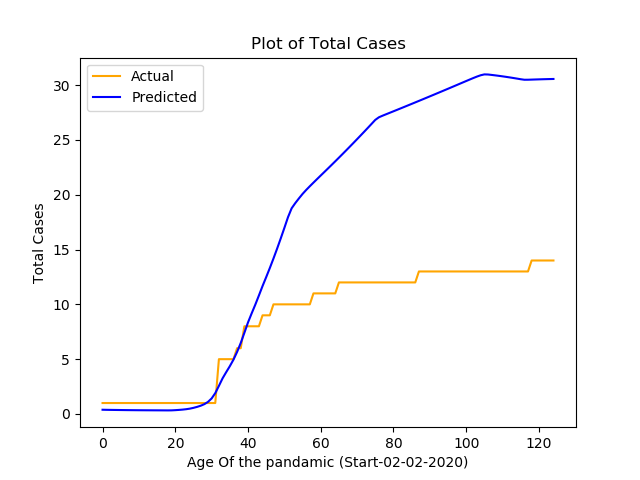 Plot of Total Cases
Actual
Predicted
30
25
20
15
10
5
0
Total Cases
0 20 40 60 80 100 120
Age Of the pandamic (Start-02-02-2020)